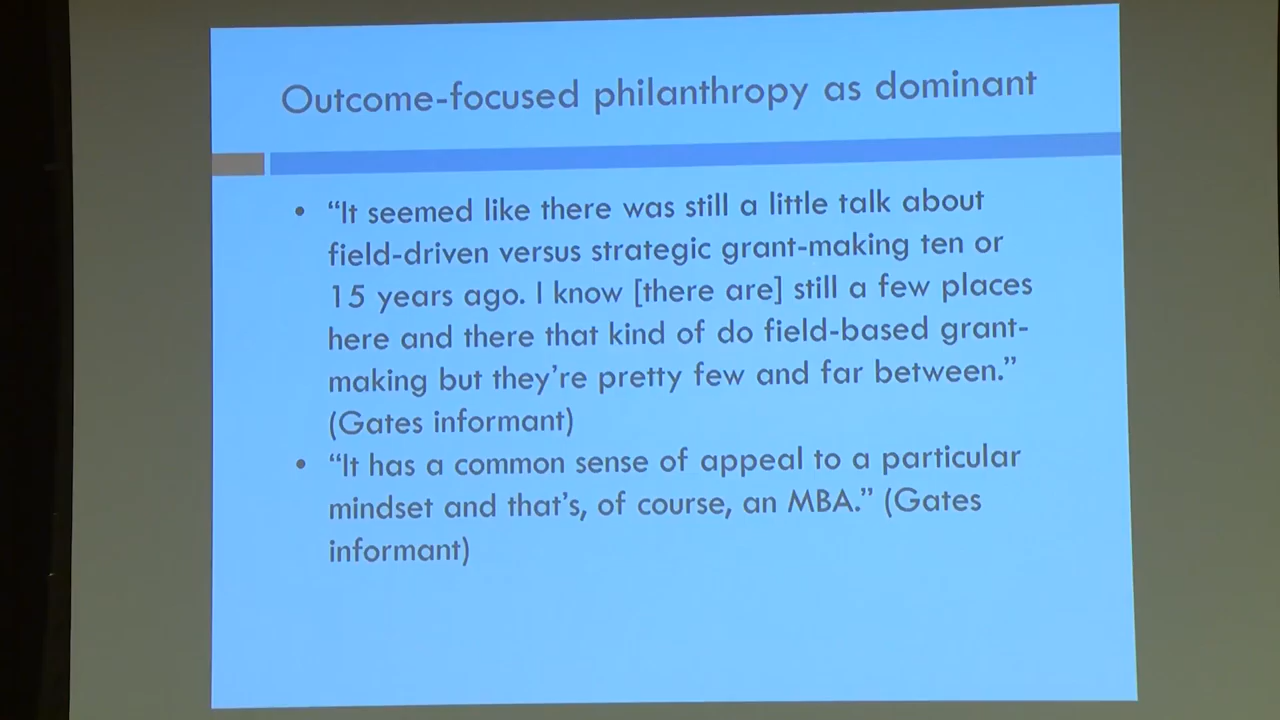 Outcome-focused philanthropy as dominant
• “It seemed like there was still a little talk about
field-driven versus strategic grant-making ten or
15 years ago. I know [there are] still a few places
here and there that kind of do field-based grant-
making but they’re pretty few and far between.”
(Gates informant)
• “It has a common sense of appeal to a particular
mindset and that’s, of course, an MBA.” (Gates
informant)